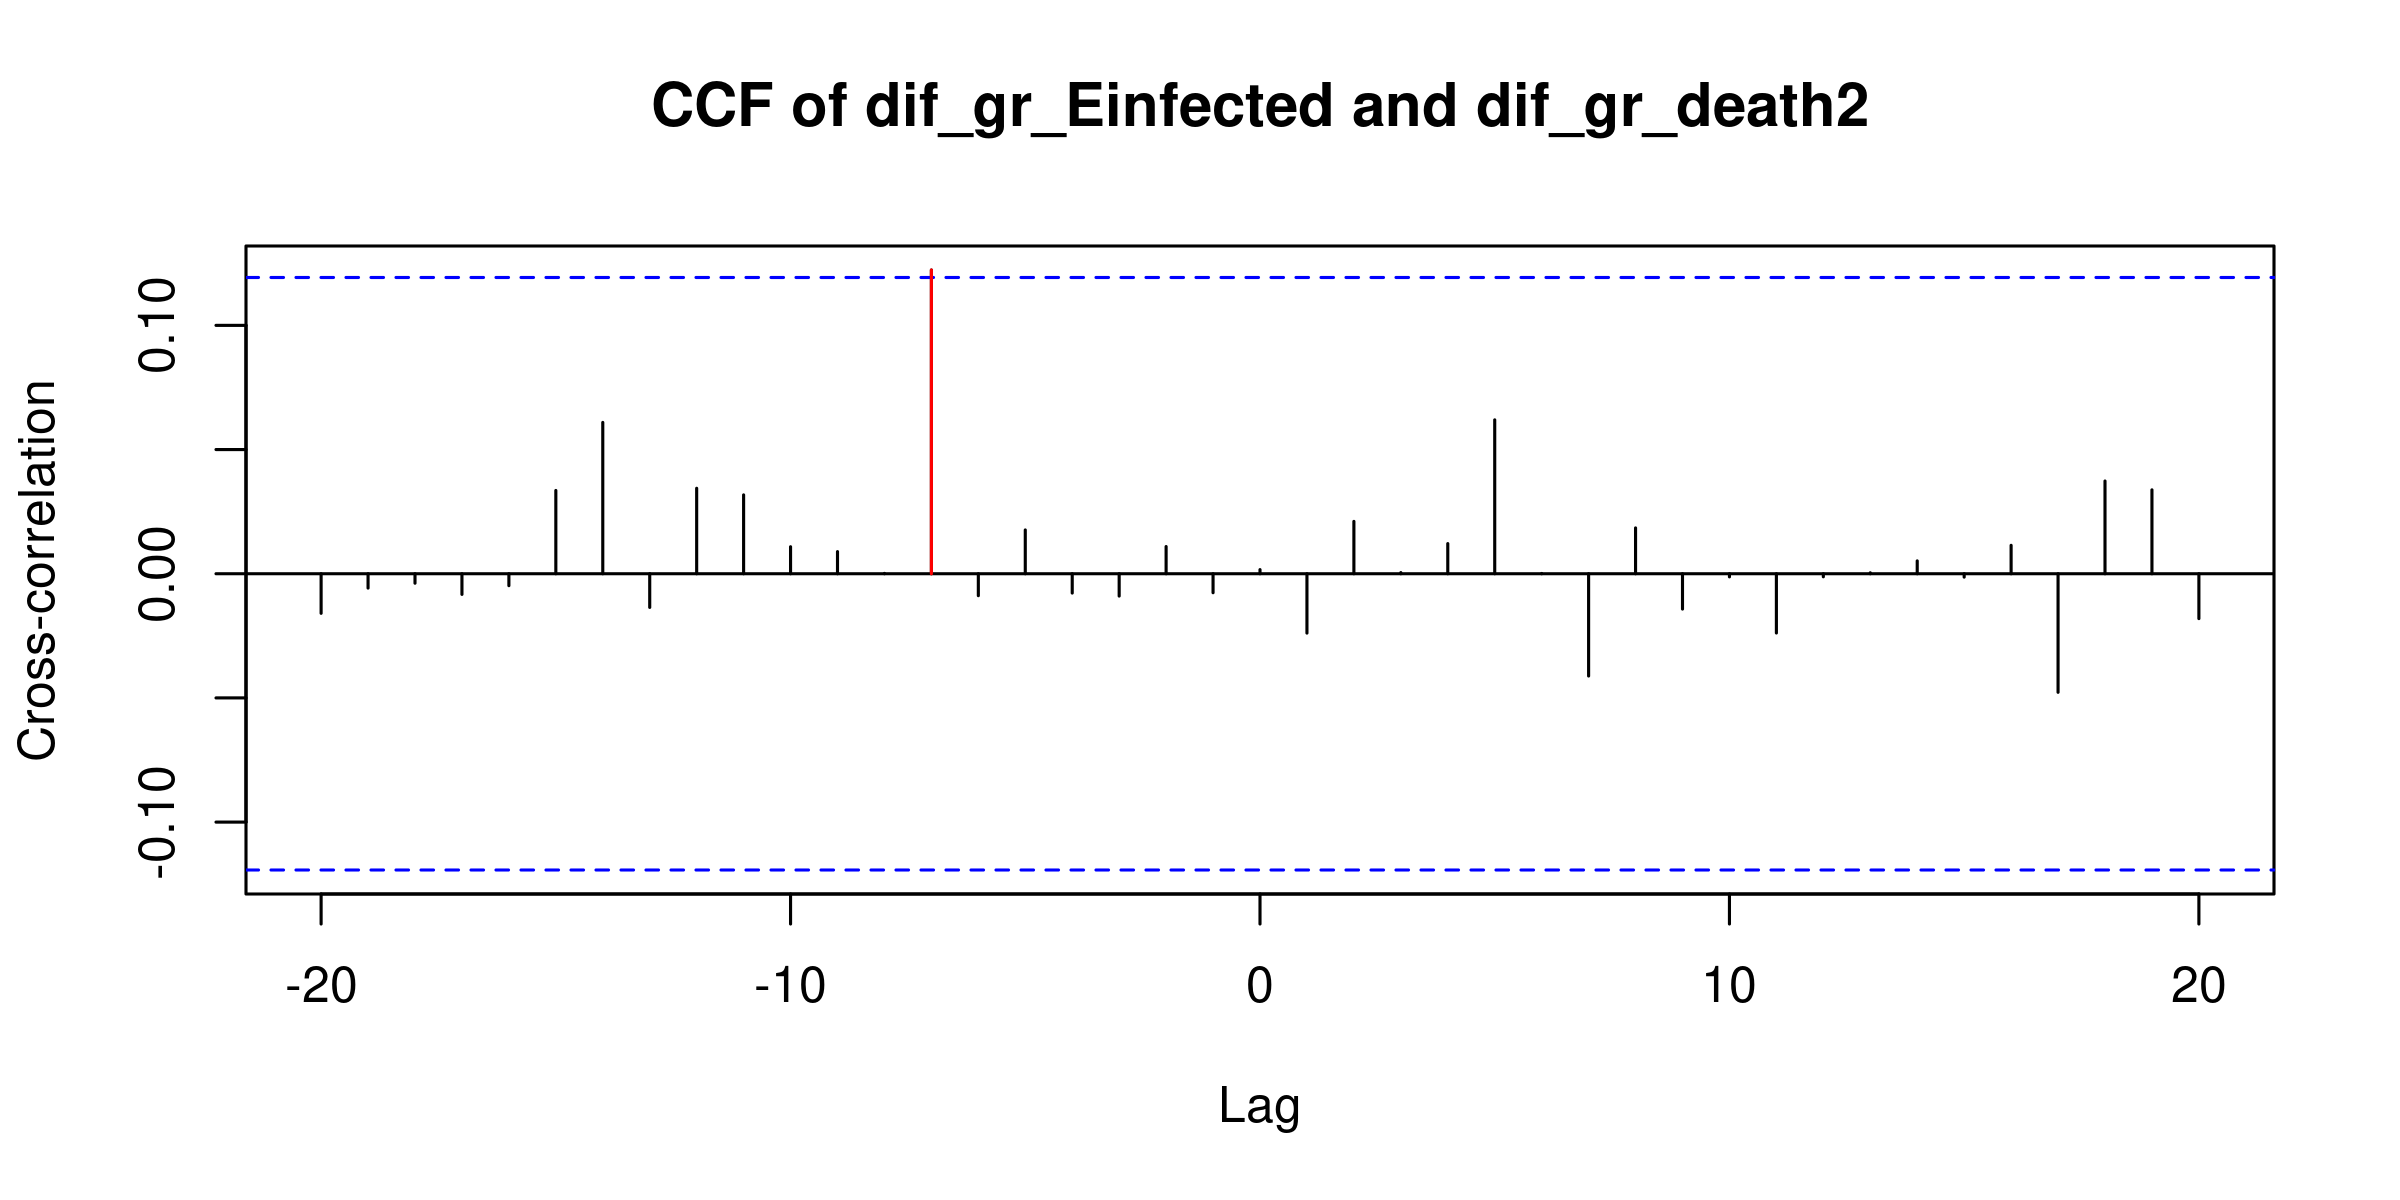 CCF of dif_gr_Einfected and dif_gr_death2
Cross-correlation
0.10
0.00
-0.10
-20 -10 0 10 20
Lag